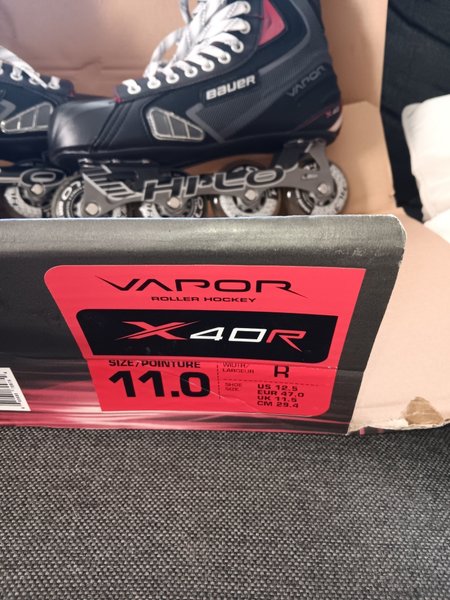 BAUER
VAPOR
HI-LO
VAPOR
ROLLER HOCKEY
X40R
SIZE/POINTURE
11.0
WIDTH/
LARGEUR
R
SHOE
SIZE
US 12.5
EUR 47.0
UK 11.5
CM 29.4